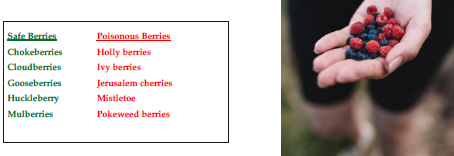 Safe Berries Poisonous Berries
Chokeberries Holly berries
Cloudberries Ivy berries
Gooseberries Jerusalem cherries
Huckleberry Mistletoe
Mulberries Pokeweed berries